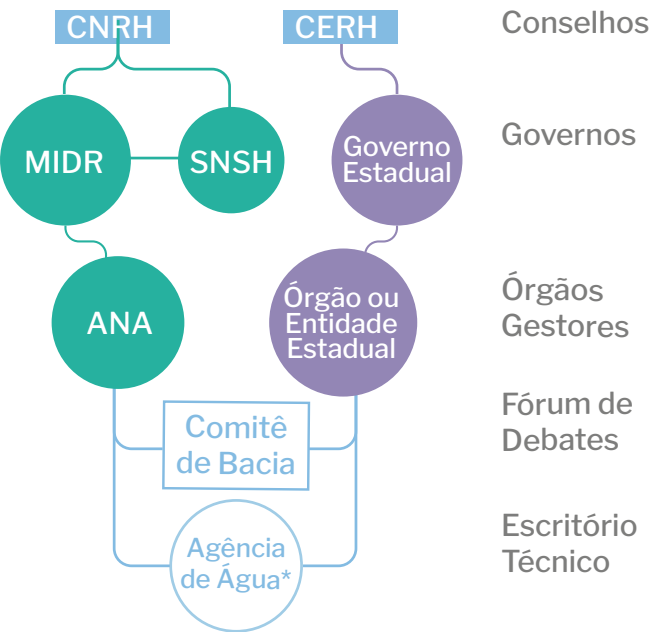 CNRH
CERH
Conselhos
MIDR
SNSH
Governo
Estadual
Governos
ANA
Órgão ou
Entidade
Estadual
Órgãos
Gestores
Comitê
de Bacia
Fórum de
Debates
Agência
de Água*
Escritório
Técnico